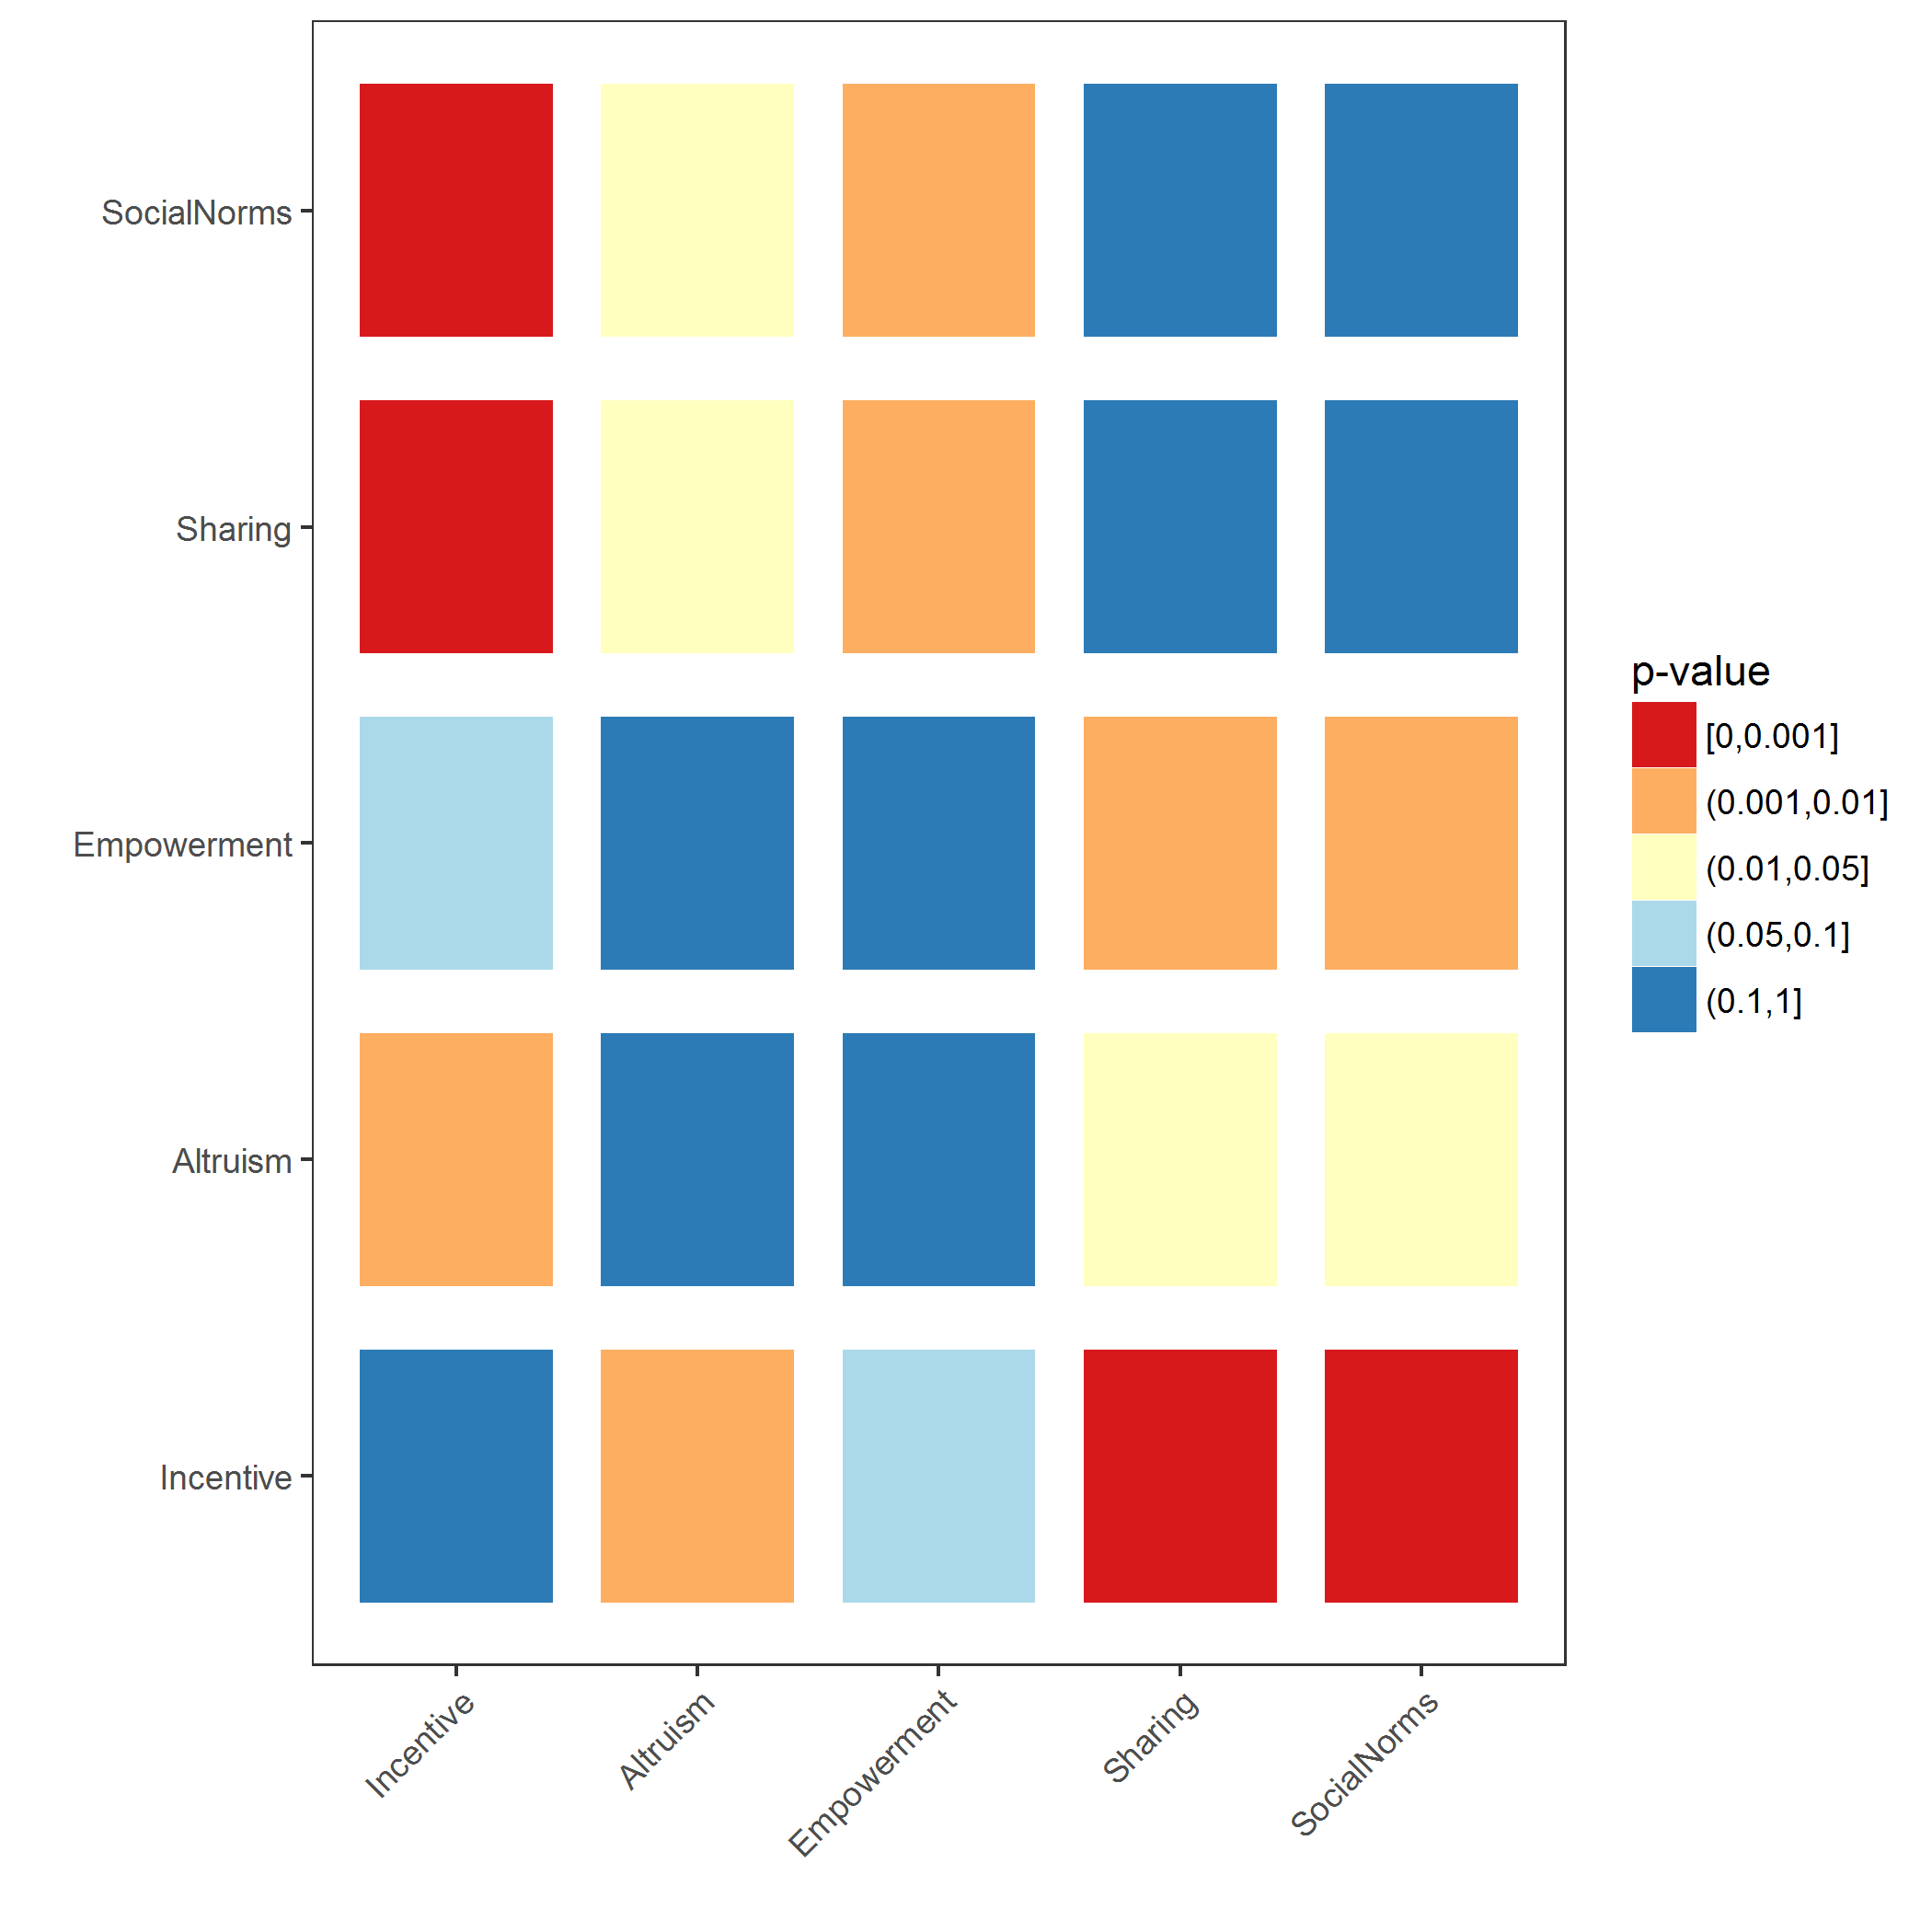 SocialNorms
Sharing
Empowerment
Altruism
Incentive
Incentive
Altruism
Empowerment
Sharing
SocialNorms
p-value
[0,0.001]
(0.001,0.01]
(0.01,0.05]
(0.05,0.1]
(0.1,1]